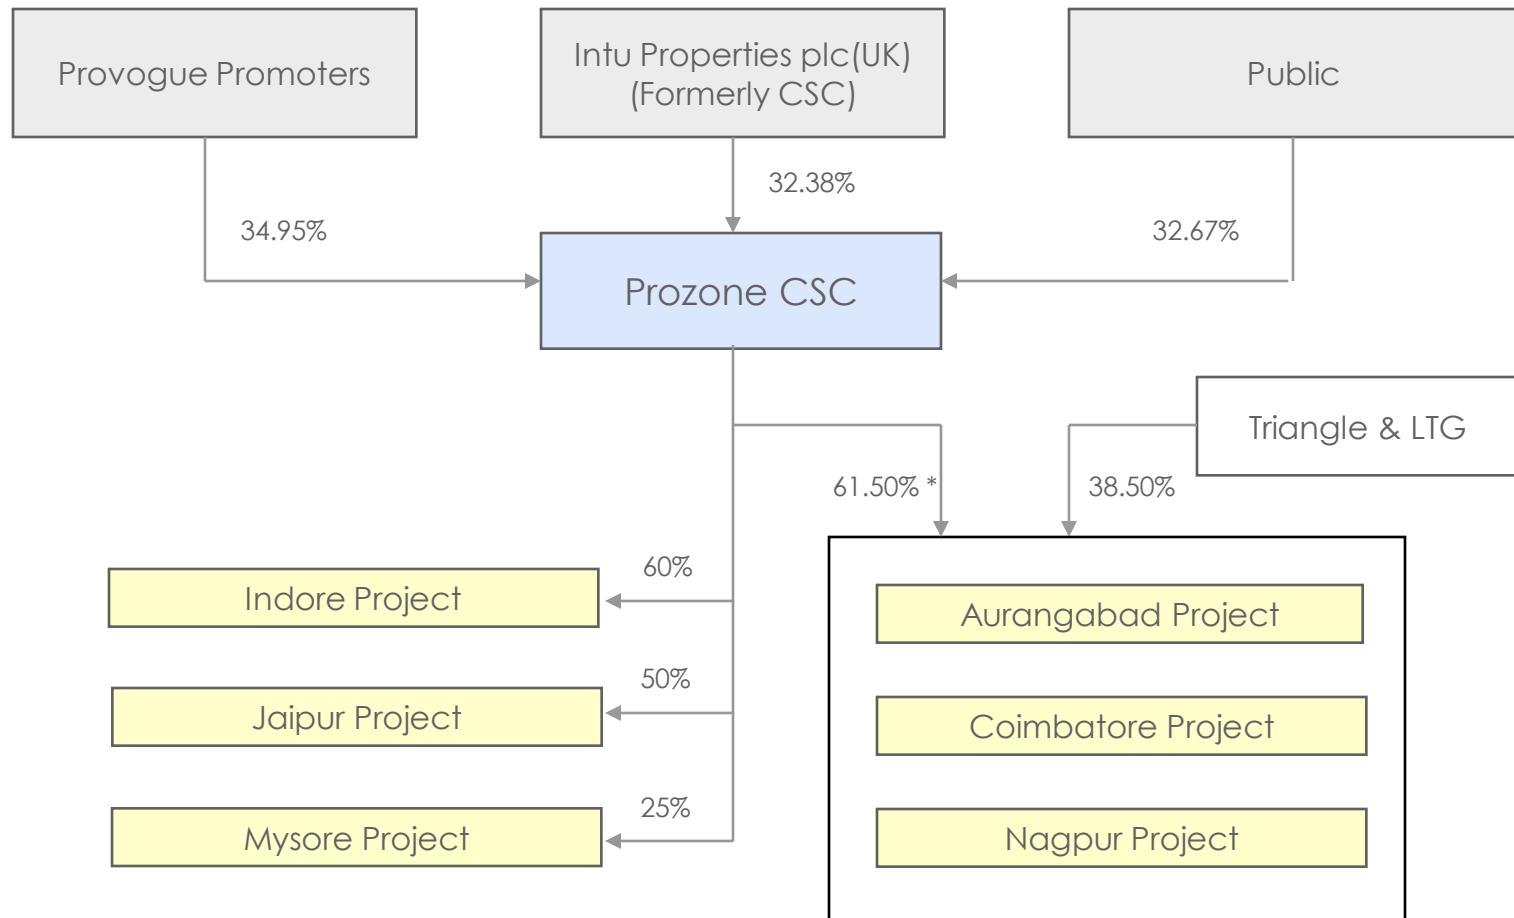 Provogue Promoters
Intu Properties plc(UK)
(Formerly CSC)
Public
32.38%
34.95%
32.67%
Prozone CSC
Triangle & LTG
61.50% *
38.50%
60%
Indore Project
Aurangabad Project
50%
Jaipur Project
Coimbatore Project
25%
Mysore Project
Nagpur Project